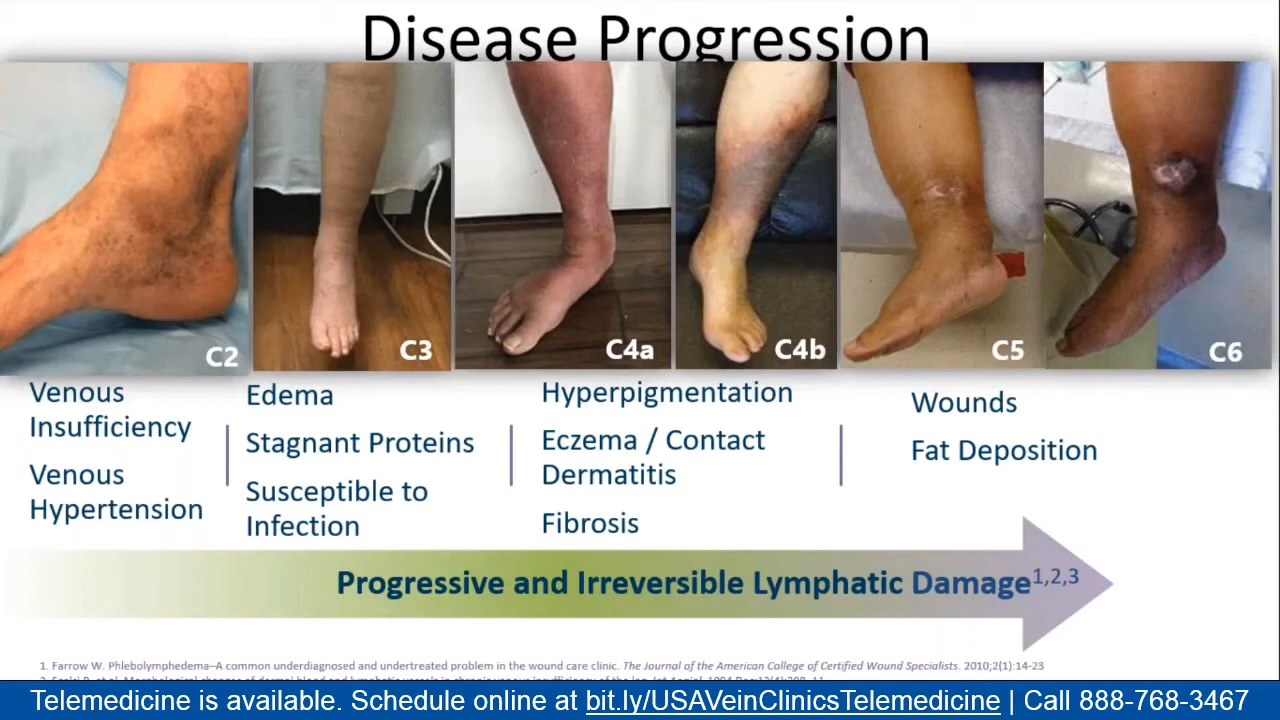 Disease Progression
C2
C3
C4a
C4b
C5
C6
Venous
Insufficiency
Venous
Hypertension
Edema
Stagnant Proteins
Susceptible to
Infection
Hyperpigmentation
Eczema / Contact
Dermatitis
Fibrosis
Wounds
Fat Deposition
Progressive and Irreversible Lymphatic Damage1,2,3
1. Farrow W. Phlebolymphedema–A common underdiagnosed and undertreated problem in the wound care clinic. The Journal of the American College of Certified Wound Specialists. 2010;2(1):14-23
Telemedicine is available. Schedule online at bit.ly/USAVeinClinicsTelemedicine | Call 888-768-3467